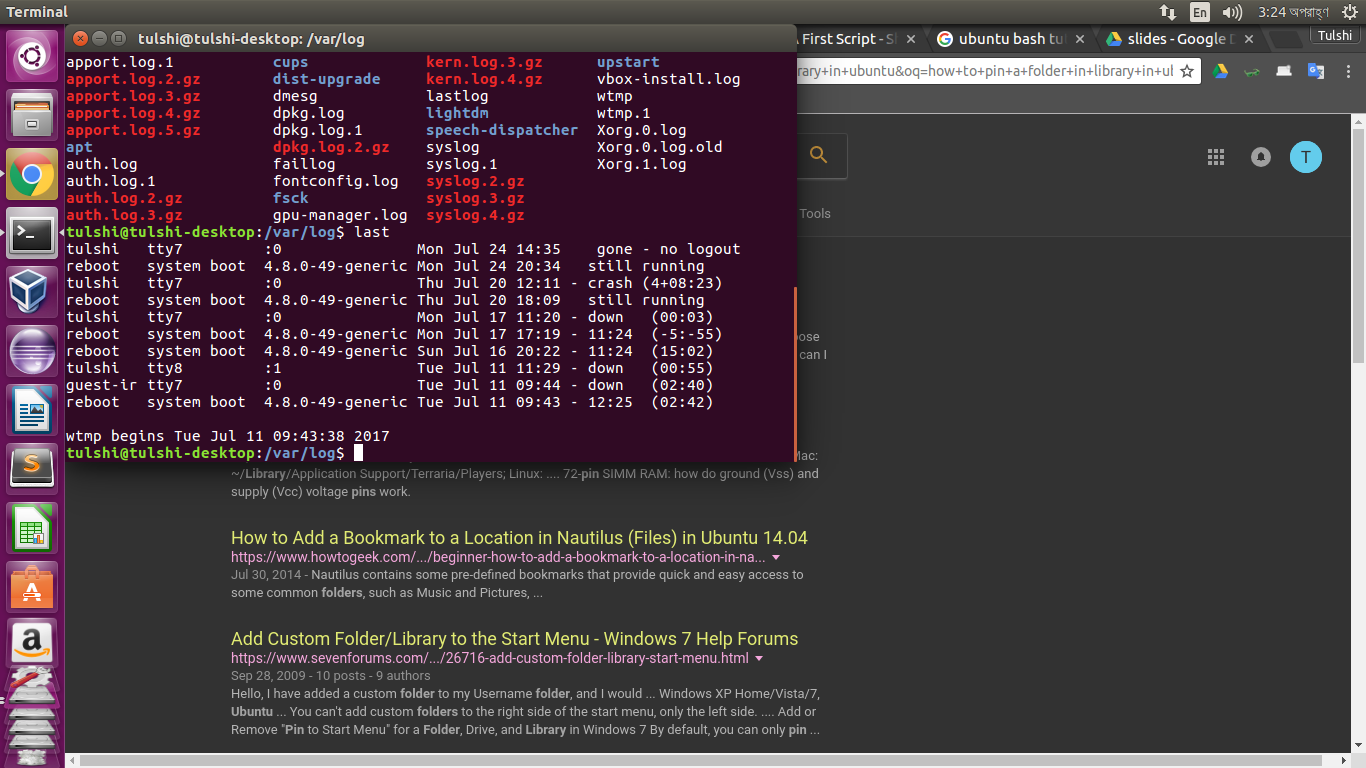 Terminal
En
3:24 অপরাহ্ণ
tulshi@tulshi-desktop: /var/log
First Script - S
ubuntu bash tu
slides - Google D
Tulshi
rary+in+ubuntu&oq=how+to+pin+a+folder+in+library+in+ul
apport.log.1 cups kern.log.3.gz upstart
apport.log.2.gz dist-upgrade kern.log.4.gz vbox-install.log
apport.log.3.gz dmesg lastlog wtmp
apport.log.4.gz dpkg.log lightdm wtmp.1
apport.log.5.gz dpkg.log.1 speech-dispatcher Xorg.0.log
apt dpkg.log.2.gz syslog Xorg.0.log.old
auth.log faillog syslog.1 Xorg.1.log
auth.log.1 fontconfig.log syslog.2.gz
auth.log.2.gz fsck syslog.3.gz
auth.log.3.gz gpu-manager.log syslog.4.gz
tulshi@tulshi-desktop:/var/log$ last
tulshi tty7 :0 Mon Jul 24 14:35 gone - no logout
reboot system boot 4.8.0-49-generic Mon Jul 24 20:34 still running
tulshi tty7 :0 Thu Jul 20 12:11 - crash (4+08:23)
reboot system boot 4.8.0-49-generic Thu Jul 20 18:09 still running
tulshi tty7 :0 Mon Jul 17 11:20 - down (00:03)
reboot system boot 4.8.0-49-generic Mon Jul 17 17:19 - 11:24 (-5:-55)
reboot system boot 4.8.0-49-generic Sun Jul 16 20:22 - 11:24 (15:02)
tulshi tty8 :1 Tue Jul 11 11:29 - down (00:55)
guest-ir tty7 :0 Tue Jul 11 09:44 - down (02:40)
reboot system boot 4.8.0-49-generic Tue Jul 11 09:43 - 12:25 (02:42)
wtmp begins Tue Jul 11 09:43:38 2017
tulshi@tulshi-desktop:/var/log$
T
Tools
ose
can I
Mac:
~/Library/Application Support/Terraria/Players; Linux: .... 72-pin SIMM RAM: how do ground (Vss) and
supply (Vcc) voltage pins work.
How to Add a Bookmark to a Location in Nautilus (Files) in Ubuntu 14.04
https://www.howtogeek.com/.../beginner-how-to-add-a-bookmark-to-a-location-in-na...
Jul 30, 2014 - Nautilus contains some pre-defined bookmarks that provide quick and easy access to
some common folders, such as Music and Pictures, ...
Add Custom Folder/Library to the Start Menu - Windows 7 Help Forums
https://www.sevenforums.com/.../26716-add-custom-folder-library-start-menu.html
Sep 28, 2009 - 10 posts - 9 authors
Hello, I have added a custom folder to my Username folder, and I would ... Windows XP Home/Vista/7,
Ubuntu ... You can't add custom folders to the right side of the start menu, only the left side. .... Add or
Remove "Pin to Start Menu" for a Folder, Drive, and Library in Windows 7 By default, you can only pin ...